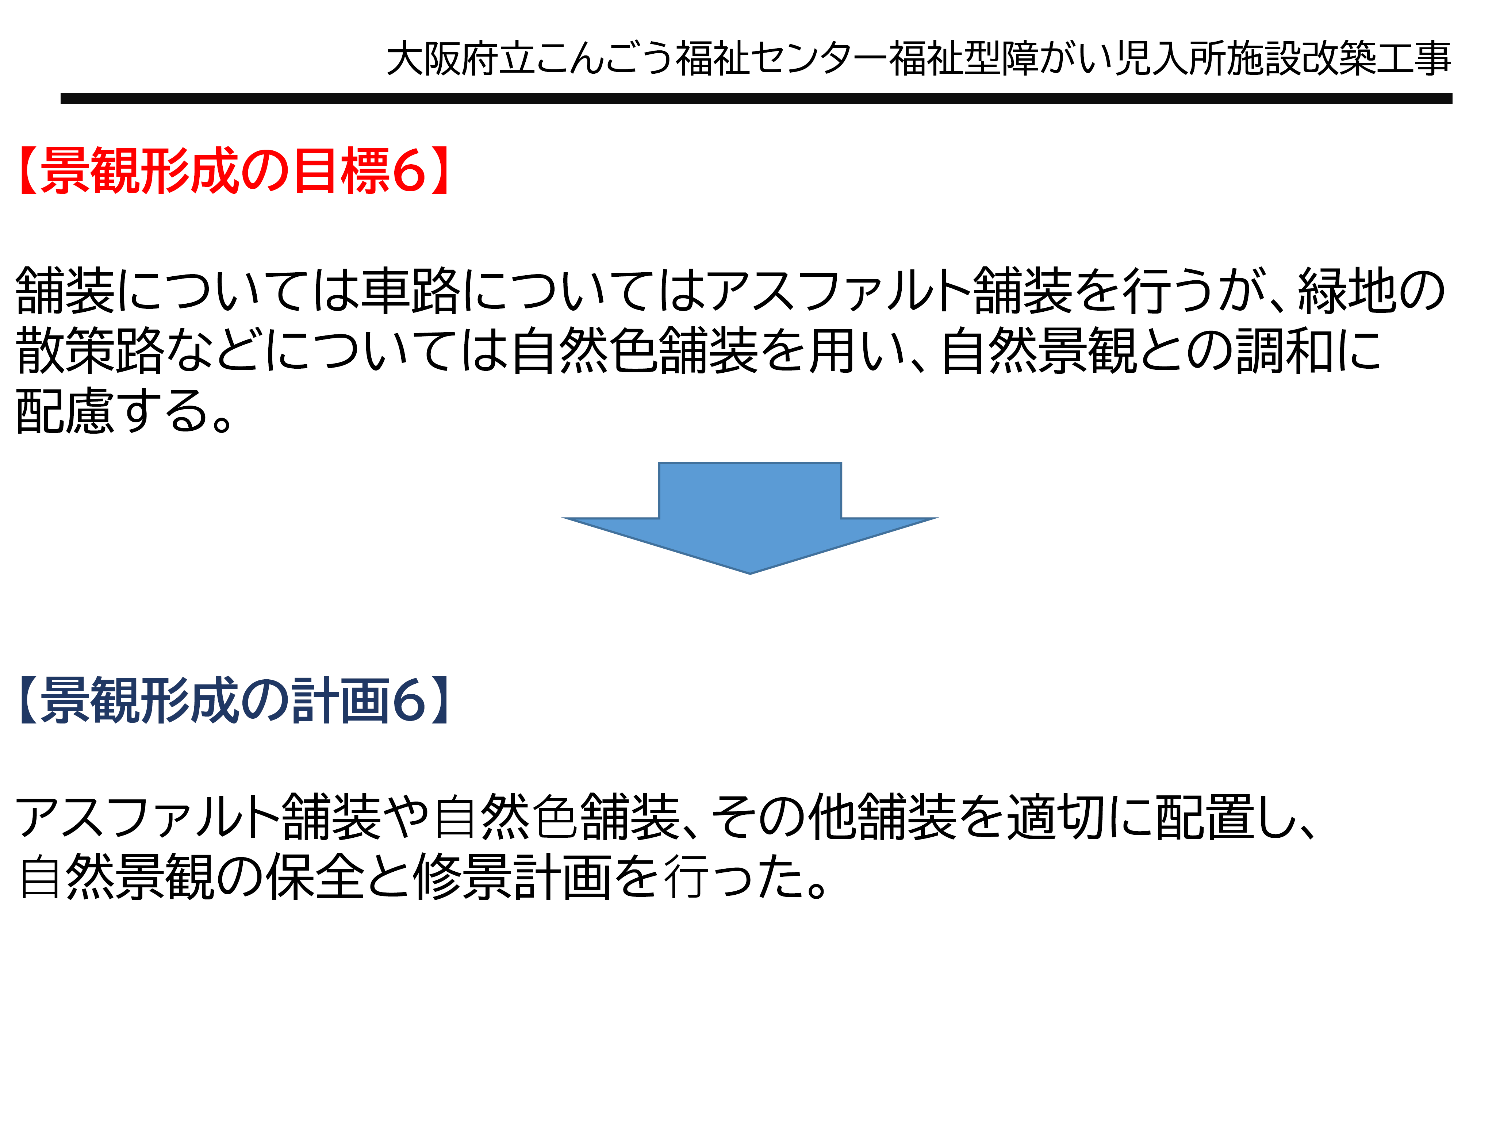 大阪府立こんごう福祉センター福祉型障がい児入所施設改築工事
【景観形成の目標６】
舗装については車路についてはアスファルト舗装を行うが、緑地の
散策路などについては自然色舗装を用い、自然景観との調和に
配慮する。
【景観形成の計画６】
アスファルト舗装や自然色舗装、その他舗装を適切に配置し、
自然景観の保全と修景計画を行った。